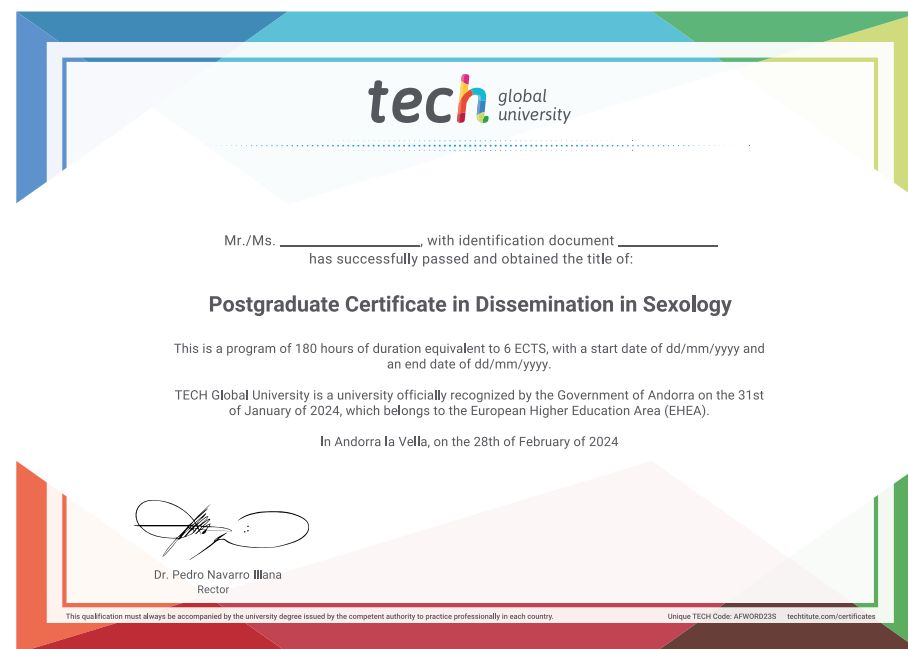 tech global
university
Mr./Ms. ____________, with identification document ____________
has successfully passed and obtained the title of:
Postgraduate Certificate in Dissemination in Sexology
This is a program of 180 hours of duration equivalent to 6 ECTS, with a start date of dd/mm/yyyy and
an end date of dd/mm/yyyy.
TECH Global University is a university officially recognized by the Government of Andorra on the 31st
of January of 2024, which belongs to the European Higher Education Area (EHEA).
In Andorra la Vella, on the 28th of February of 2024
Dr. Pedro Navarro Illana
Rector
This qualification must always be accompanied by the university degree issued by the competent authority to practice professionally in each country.
Unique TECH Code: AFWORD23S techtitute.com/certificates